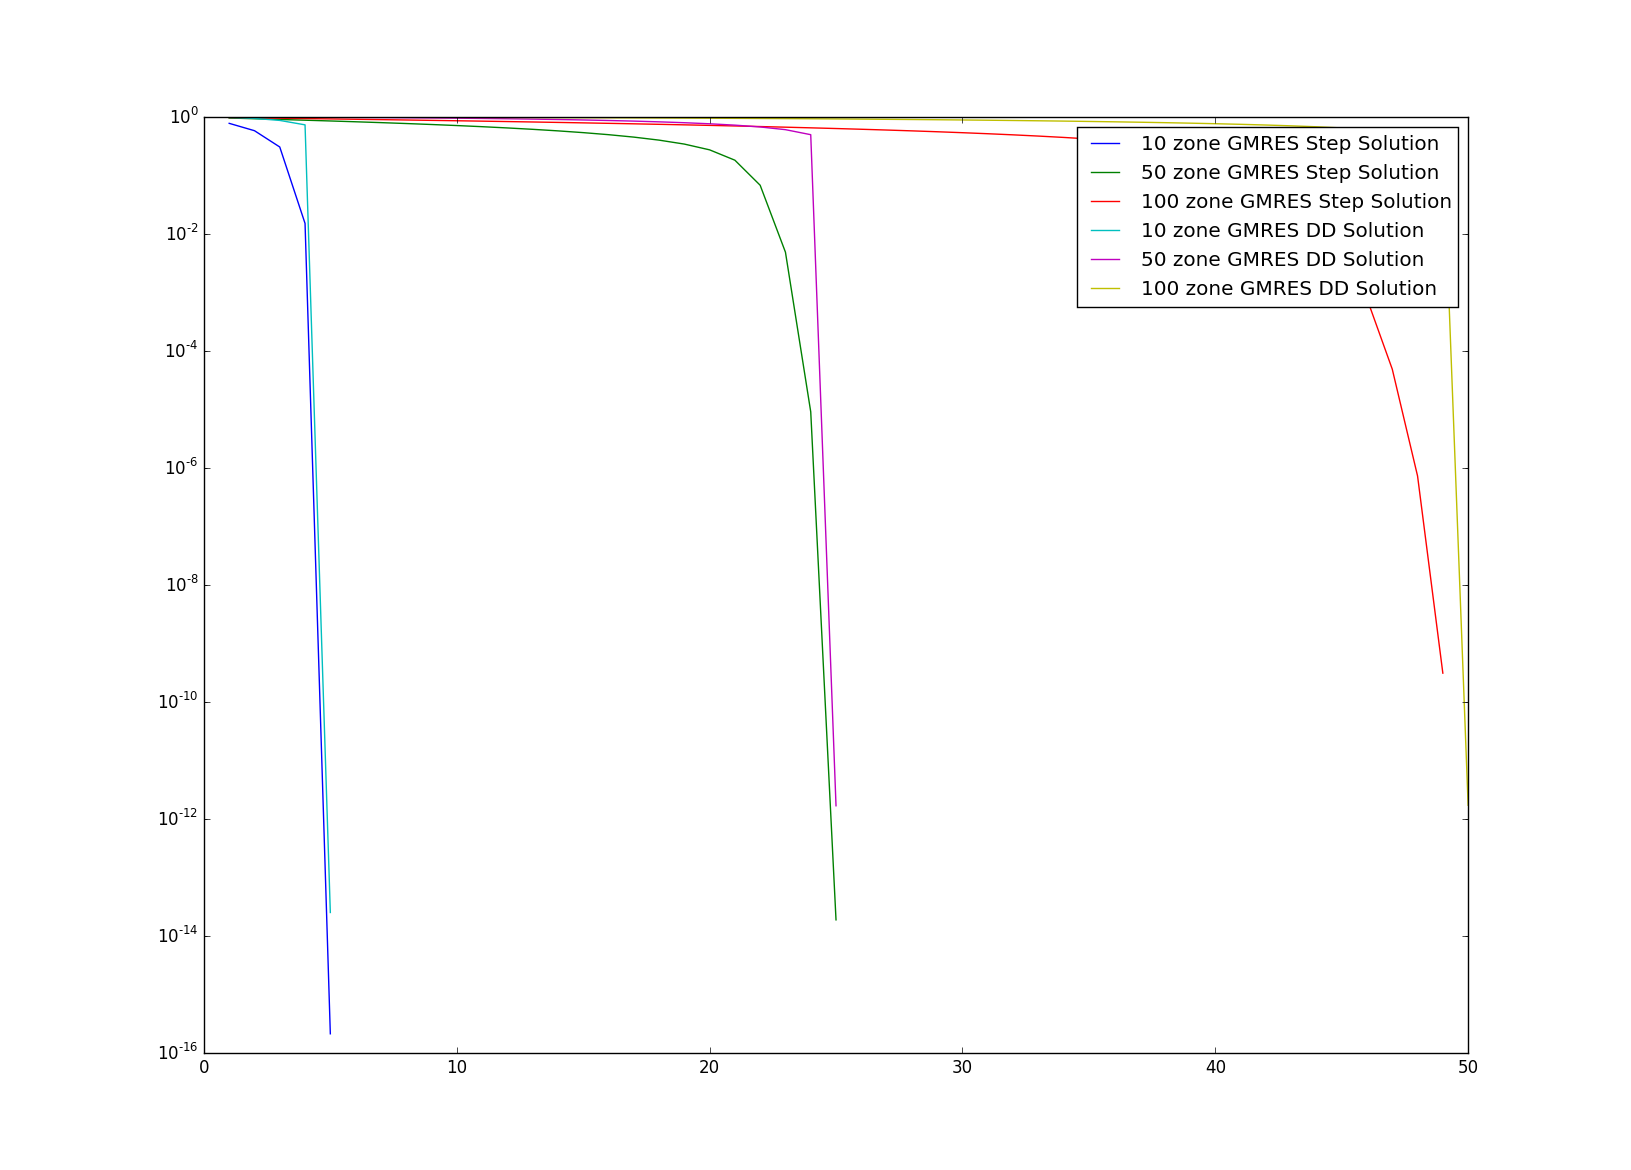 10^0
10^-2
10^-4
10^-6
10^-8
10^-10
10^-12
10^-14
10^-16
0 10 20 30 40 50
10 zone GMRES Step Solution
50 zone GMRES Step Solution
100 zone GMRES Step Solution
10 zone GMRES DD Solution
50 zone GMRES DD Solution
100 zone GMRES DD Solution